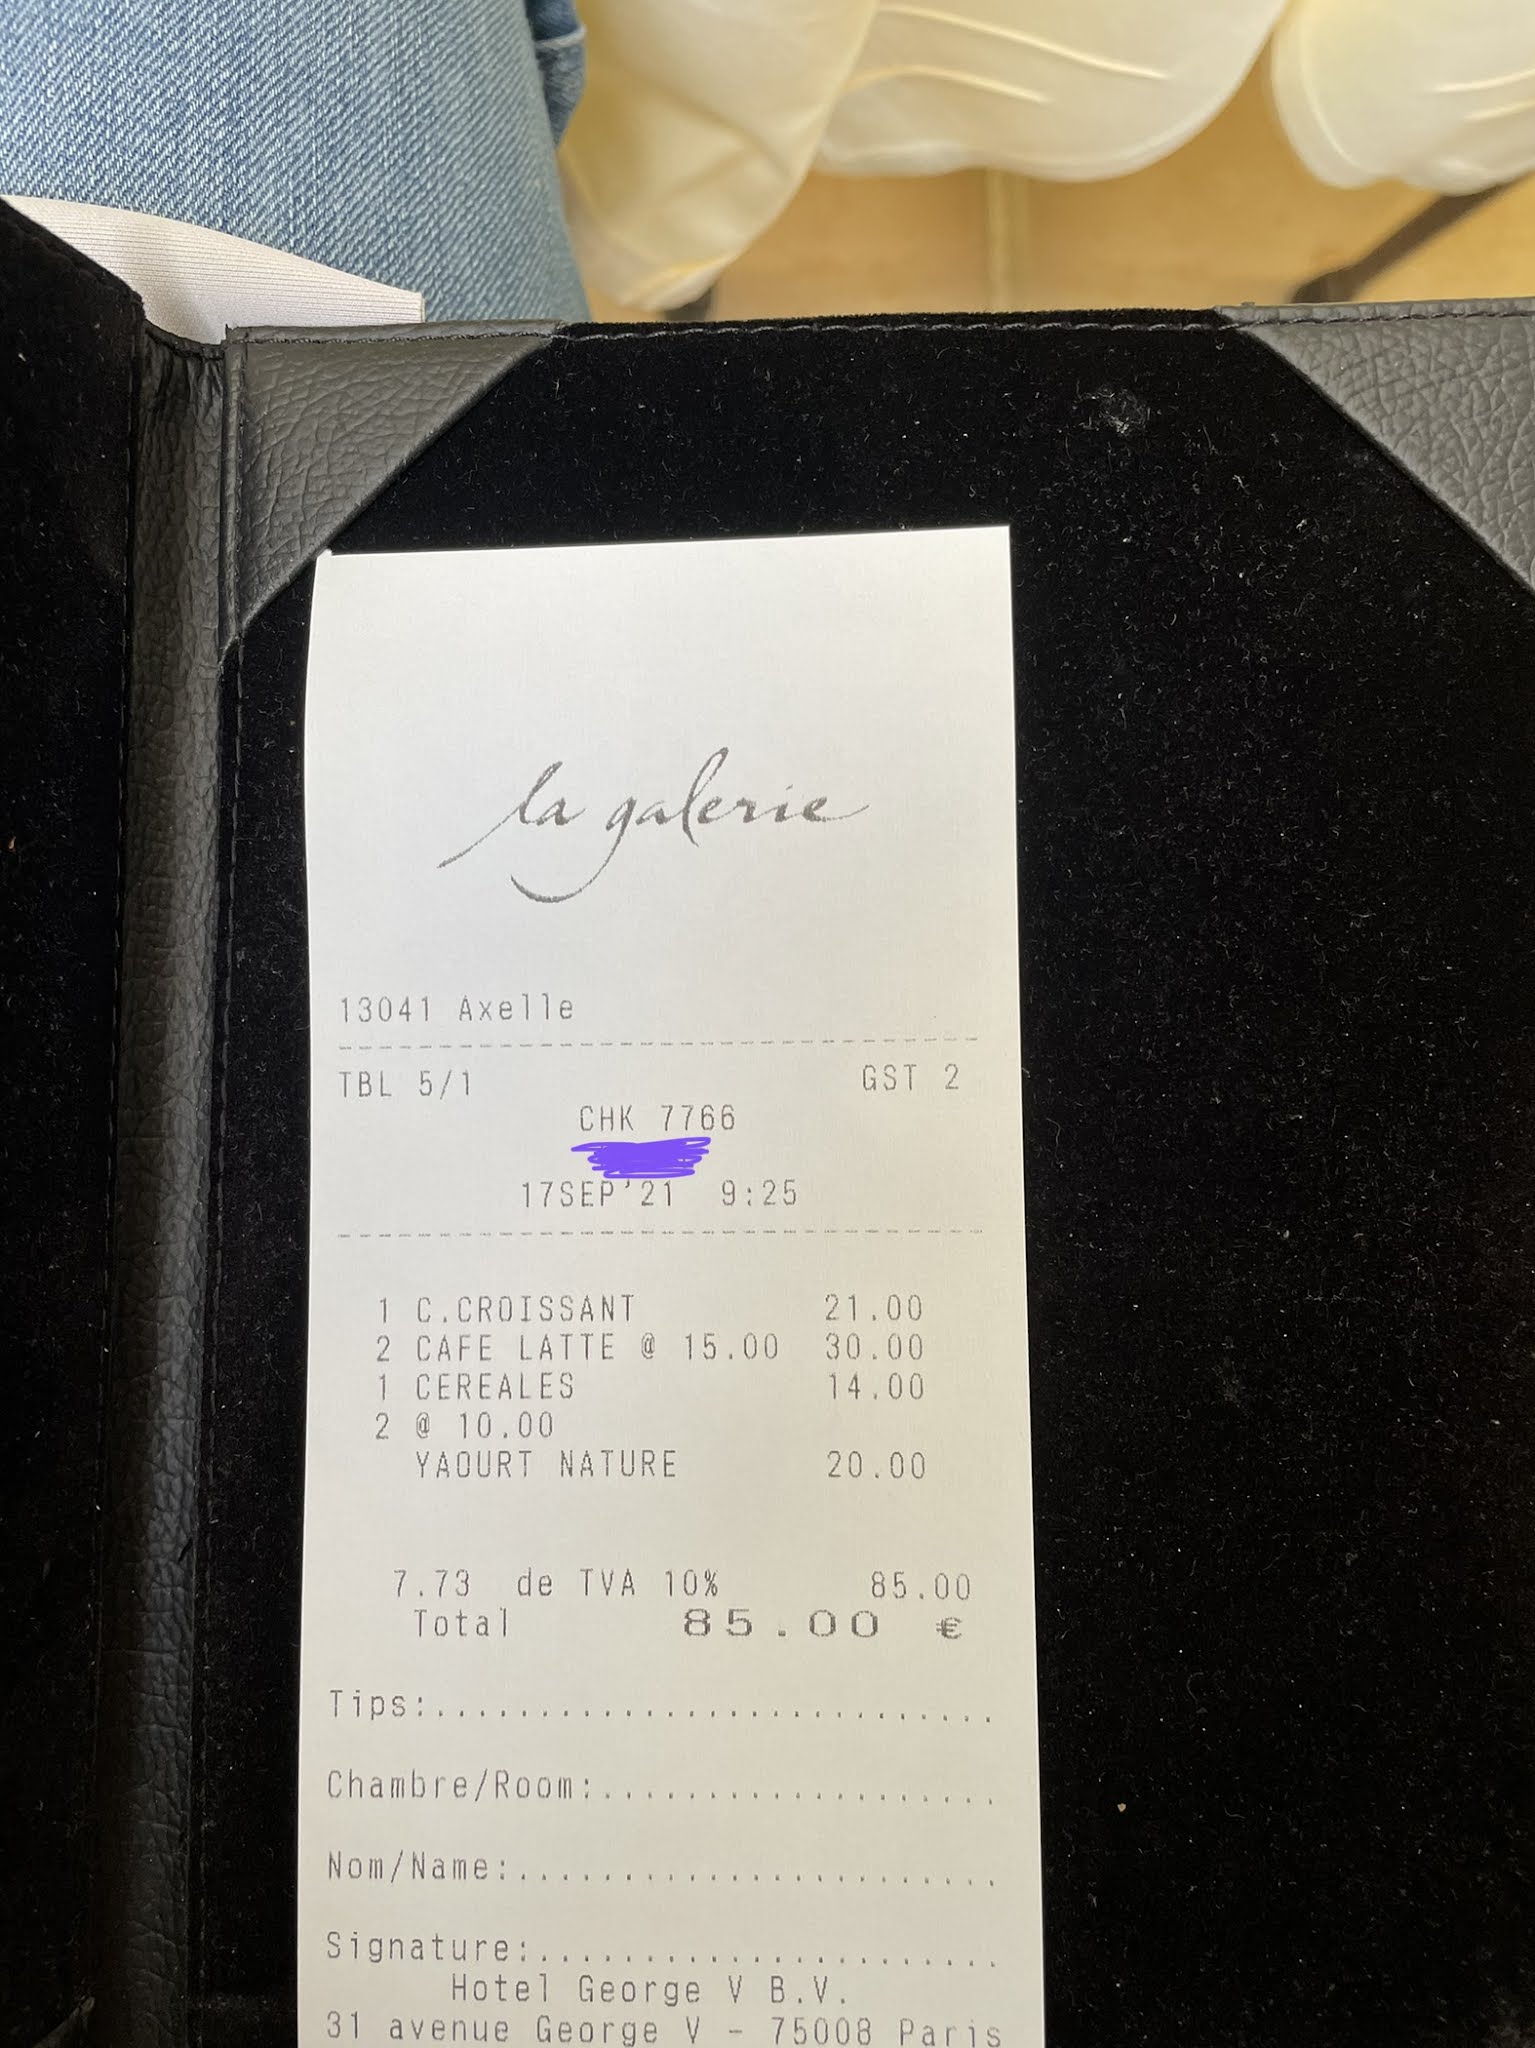 la galerie
13041 Axelle
TBL 5/1 GST 2
CHK 7766
17SEP'21 9:25
1 C.CROISSANT 21.00
2 CAFE LATTE @ 15.00 30.00
1 CEREALES 14.00
2 @ 10.00
YAOURT NATURE 20.00
7.73 de TVA 10% 85.00
Total 85.00 €
Tips:............................
Chambre/Room:...................
Nom/Name:.......................
Signature:......................
Hotel George V B.V.
31 avenue George V - 75008 Paris